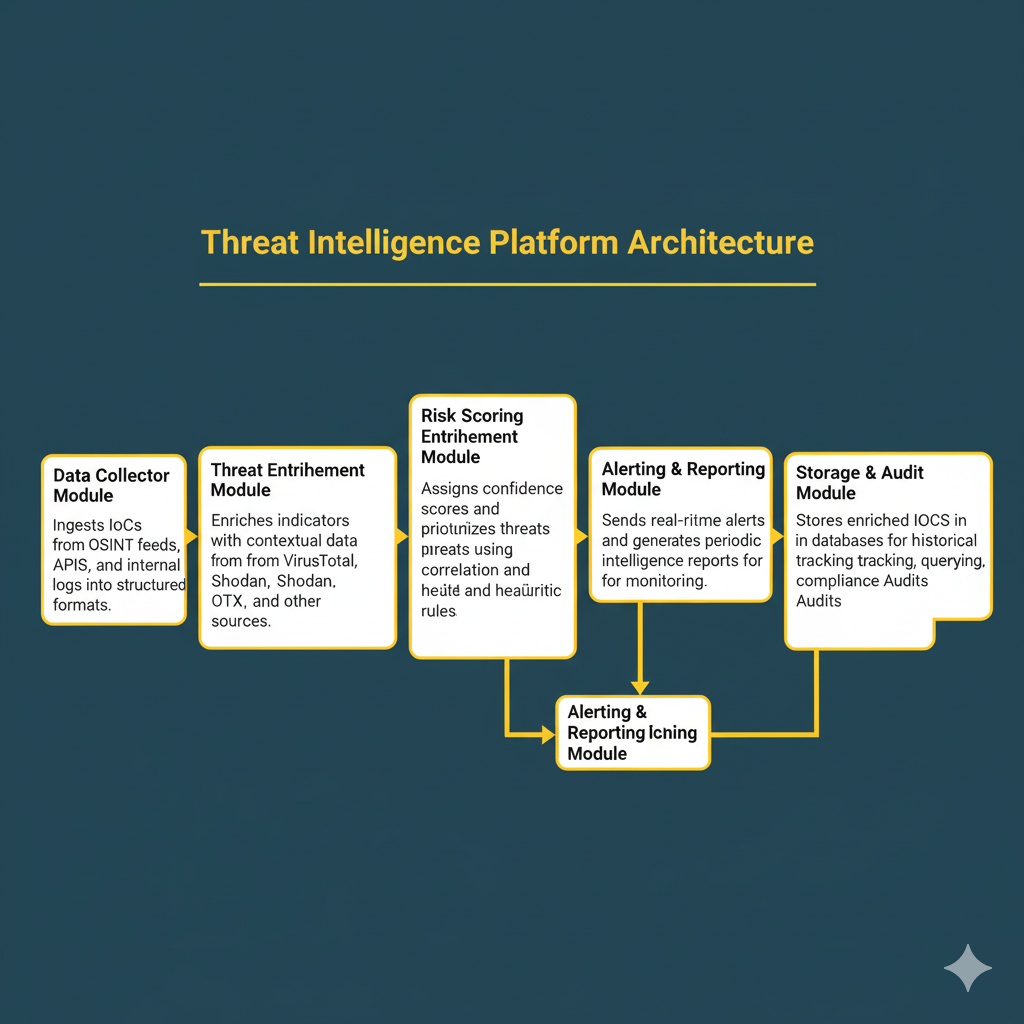 Threat Intelligence Platform Architecture
Data Collector
Module
Ingests IoCs
from OSINT feeds,
APIS, and internal
logs into structured
formats.
Threat Entrihement
Module
Enriches indicators
with contextual data
from from VirusTotal,
Shodan, Shodan,
OTX, and other
sources.
Risk Scoring
Entrihement
Module
Assigns confidence
scores and
threats
using
correlation and
and
rules
Alerting & Reporting
Module
Sends real-ritme alerts
and generates periodic
intelligence reports for
for monitoring.
Storage & Audit
Module
Stores enriched IOCS in
in databases for historical
tracking tracking, querying,
compliance Audits
Audits
Alerting &
Reporting
Module